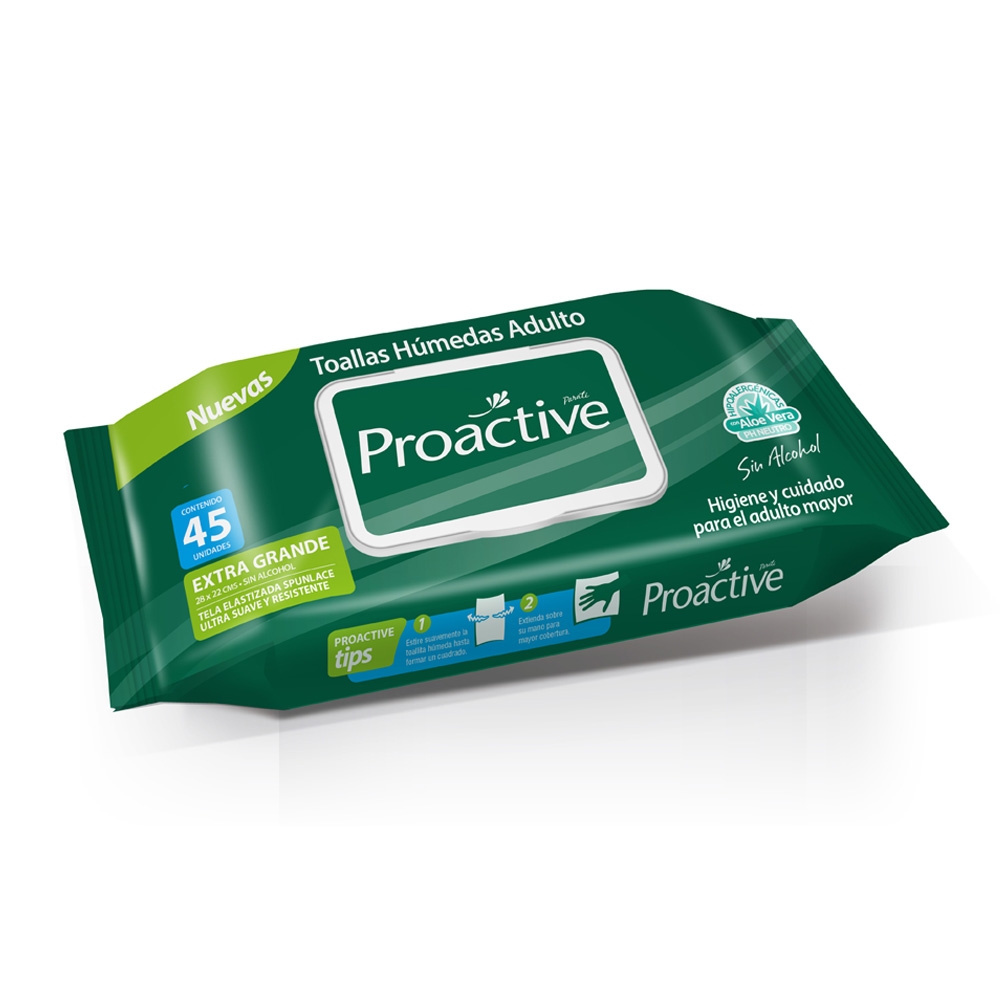 Nuevas
Toallas Húmedas Adulto
Parati
Proactive
HIPOALERGÉNICAS
con Aloe Vera
PH NEUTRO
Sin Alcohol
Higiene y cuidado
para el adulto mayor
CONTENIDO
45
UNIDADES
EXTRA GRANDE
28 x 22 CMS - SIN ALCOHOL
TELA ELASTIZADA SPUNLACE
ULTRA SUAVE Y RESISTENTE
PROACTIVE
tips
1
Estire suavemente la
toallita húmeda hasta
formar un cuadrado.
2
Extienda sobre
su mano para
mayor cobertura.
Parati
Proactive